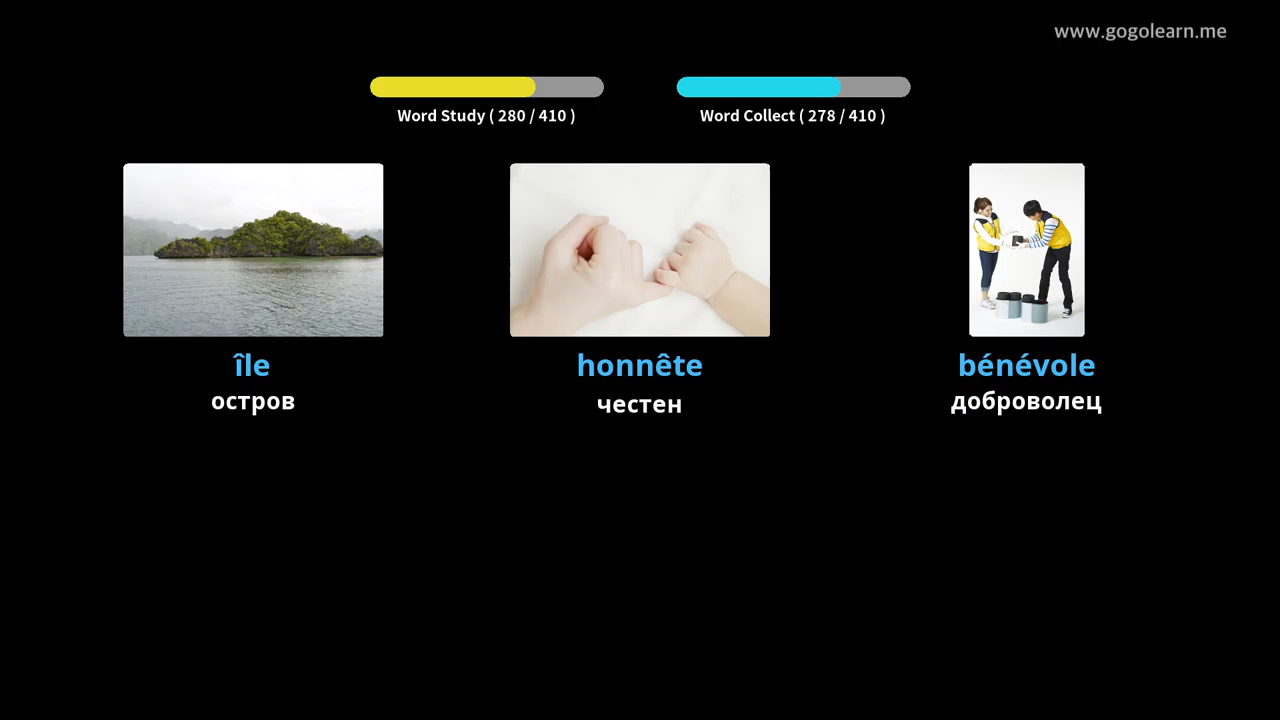 www.gogolearn.me
Word Study ( 280 / 410 )
Word Collect ( 278 / 410 )
île
honnête
bénévole
остров
честен
доброволец